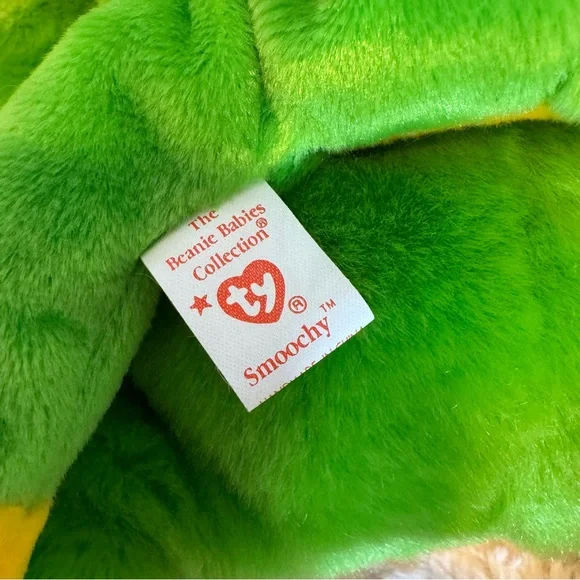 The
Beanie Babies
Collection®
ty®
Smoochy™